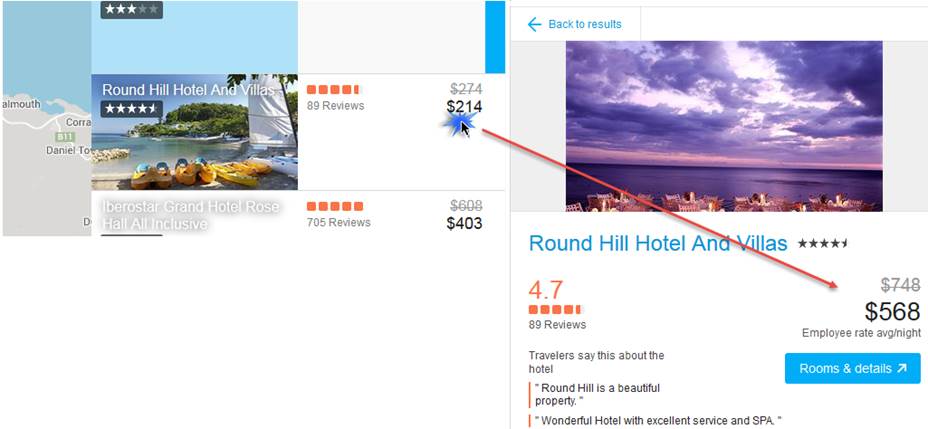 almouth
Corra
B11
Daniel To
D
Round Hill Hotel And Villas
89 Reviews
$274
$214
Iberostar Grand Hotel Rose
Hall All Inclusive
705 Reviews
$608
$403
Back to results
Round Hill Hotel And Villas
4.7
89 Reviews
$748
$568
Employee rate avg/night
Travelers say this about the
hotel
Rooms & details
" Round Hill is a beautiful
property. "
" Wonderful Hotel with excellent service and SPA. "